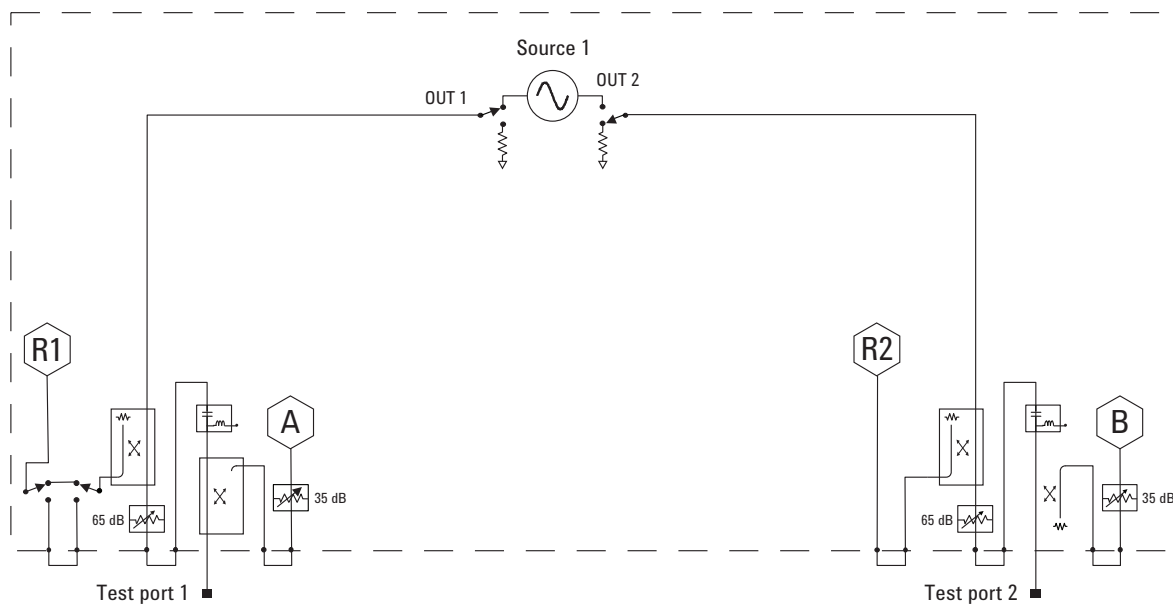 Source 1
OUT 1
OUT 2
R1
R2
A
B
65 dB
35 dB
65 dB
35 dB
Test port 1
Test port 2